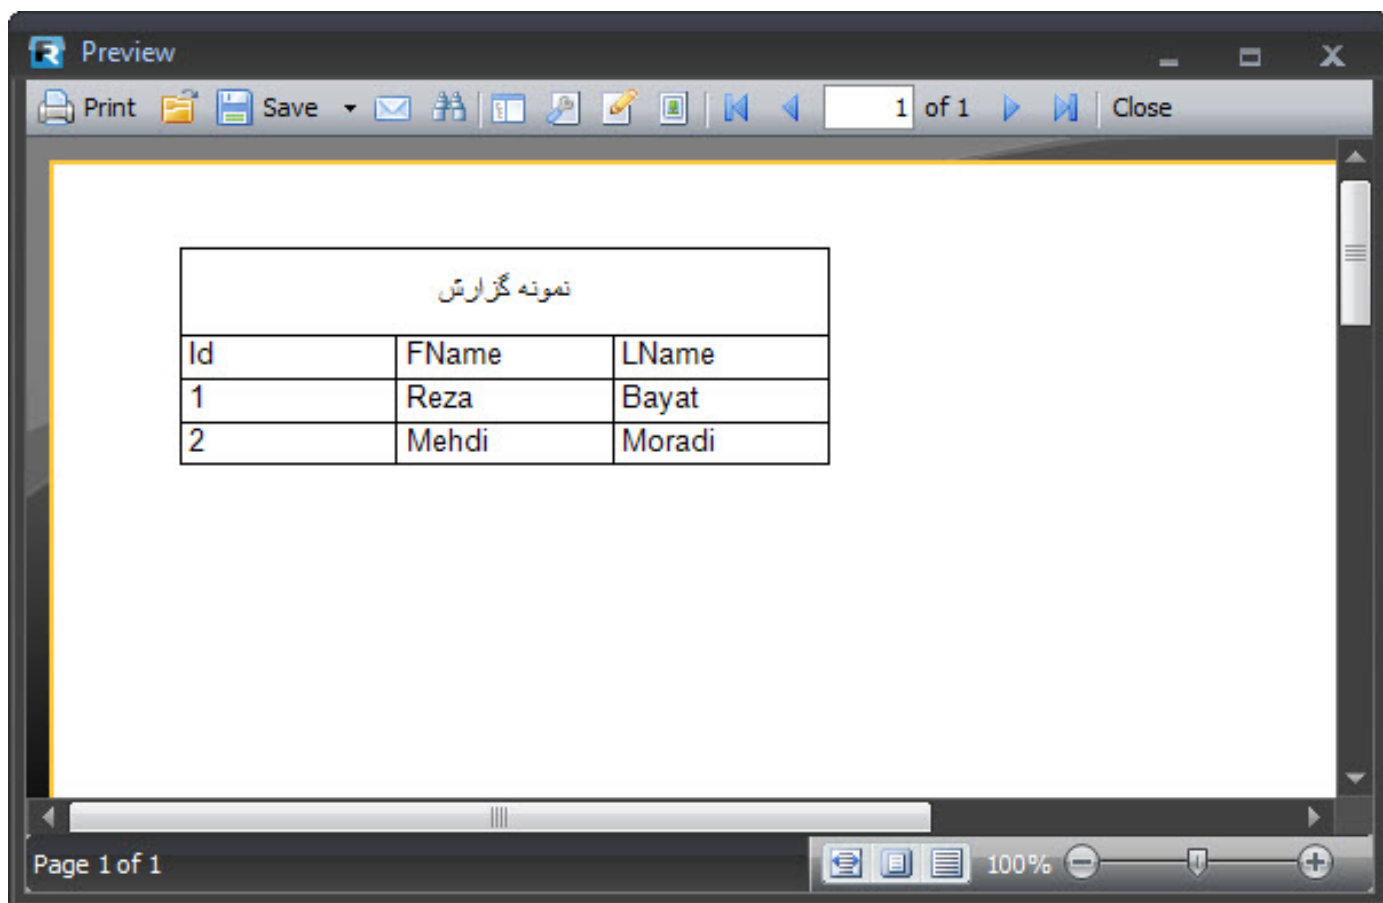 Preview
Print Save 1 of 1 Close
نمونه گزارش
Id FName LName
1 Reza Bayat
2 Mehdi Moradi
Page 1 of 1 100%